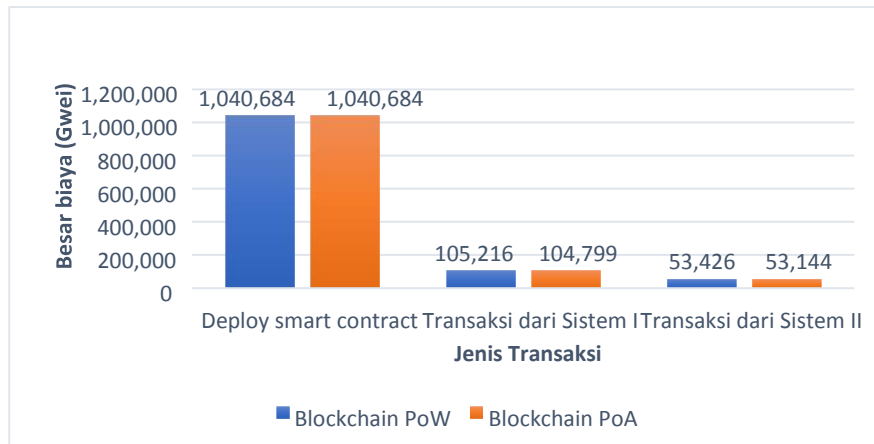 Besar biaya (Gwei)
1,200,000
1,000,000
800,000
600,000
400,000
200,000
0
1,040,684 1,040,684
105,216 104,799
53,426 53,144
Deploy smart contract Transaksi dari Sistem I Transaksi dari Sistem II
Jenis Transaksi
Blockchain PoW Blockchain PoA